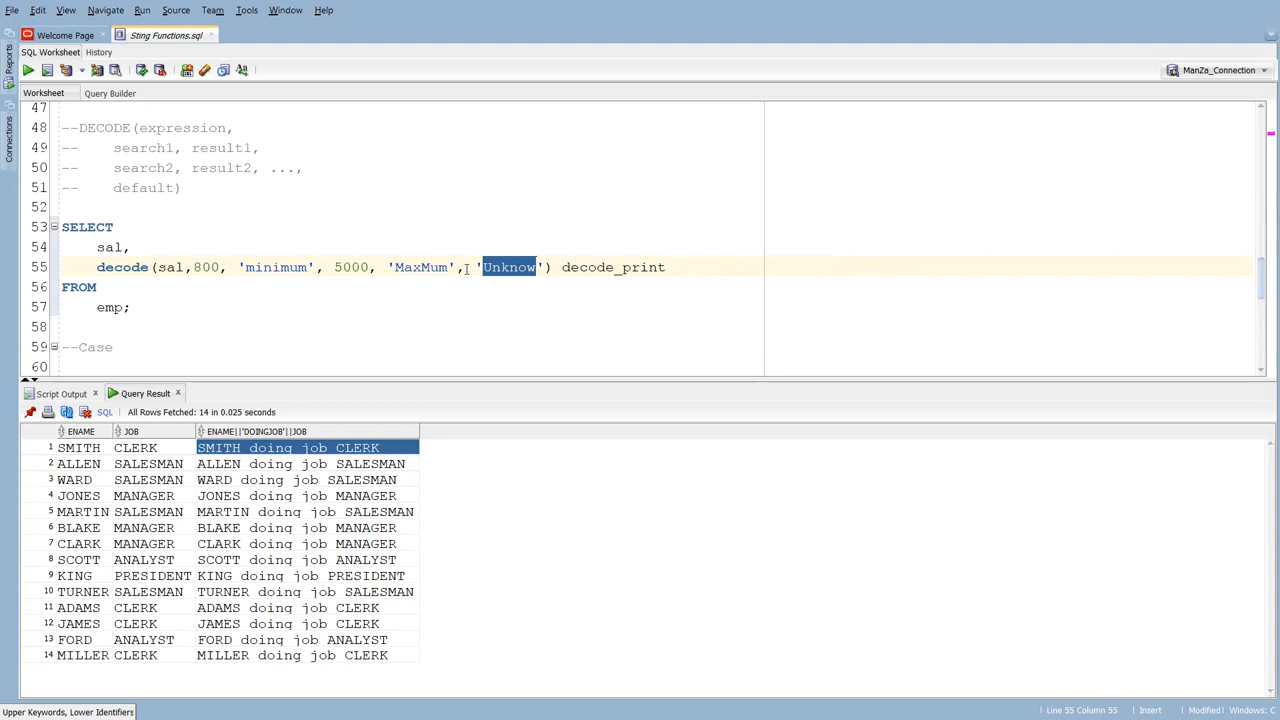 File Edit View Navigate Run Source Team Tools Window Help
Welcome Page Sting Functions.sql
SQL Worksheet History
ManZa_Connection
Worksheet Query Builder
Reports
Connections
47
48 --DECODE(expression,
49 -- search1, result1,
50 -- search2, result2, ...,
51 -- default)
52
53 SELECT
54 sal,
55 decode(sal,800, 'minimum', 5000, 'MaxMum', 'Unknow') decode_print
56 FROM
57 emp;
58
59 --Case
60
Script Output Query Result
SQL All Rows Fetched: 14 in 0.025 seconds
ENAME JOB ENAME||'DOINGJOB'||JOB
1 SMITH CLERK SMITH doing job CLERK
2 ALLEN SALESMAN ALLEN doing job SALESMAN
3 WARD SALESMAN WARD doing job SALESMAN
4 JONES MANAGER JONES doing job MANAGER
5 MARTIN SALESMAN MARTIN doing job SALESMAN
6 BLAKE MANAGER BLAKE doing job MANAGER
7 CLARK MANAGER CLARK doing job MANAGER
8 SCOTT ANALYST SCOTT doing job ANALYST
9 KING PRESIDENT KING doing job PRESIDENT
10 TURNER SALESMAN TURNER doing job SALESMAN
11 ADAMS CLERK ADAMS doing job CLERK
12 JAMES CLERK JAMES doing job CLERK
13 FORD ANALYST FORD doing job ANALYST
14 MILLER CLERK MILLER doing job CLERK
Upper Keywords, Lower Identifiers Line 55 Column 55 Insert Modified Windows: C